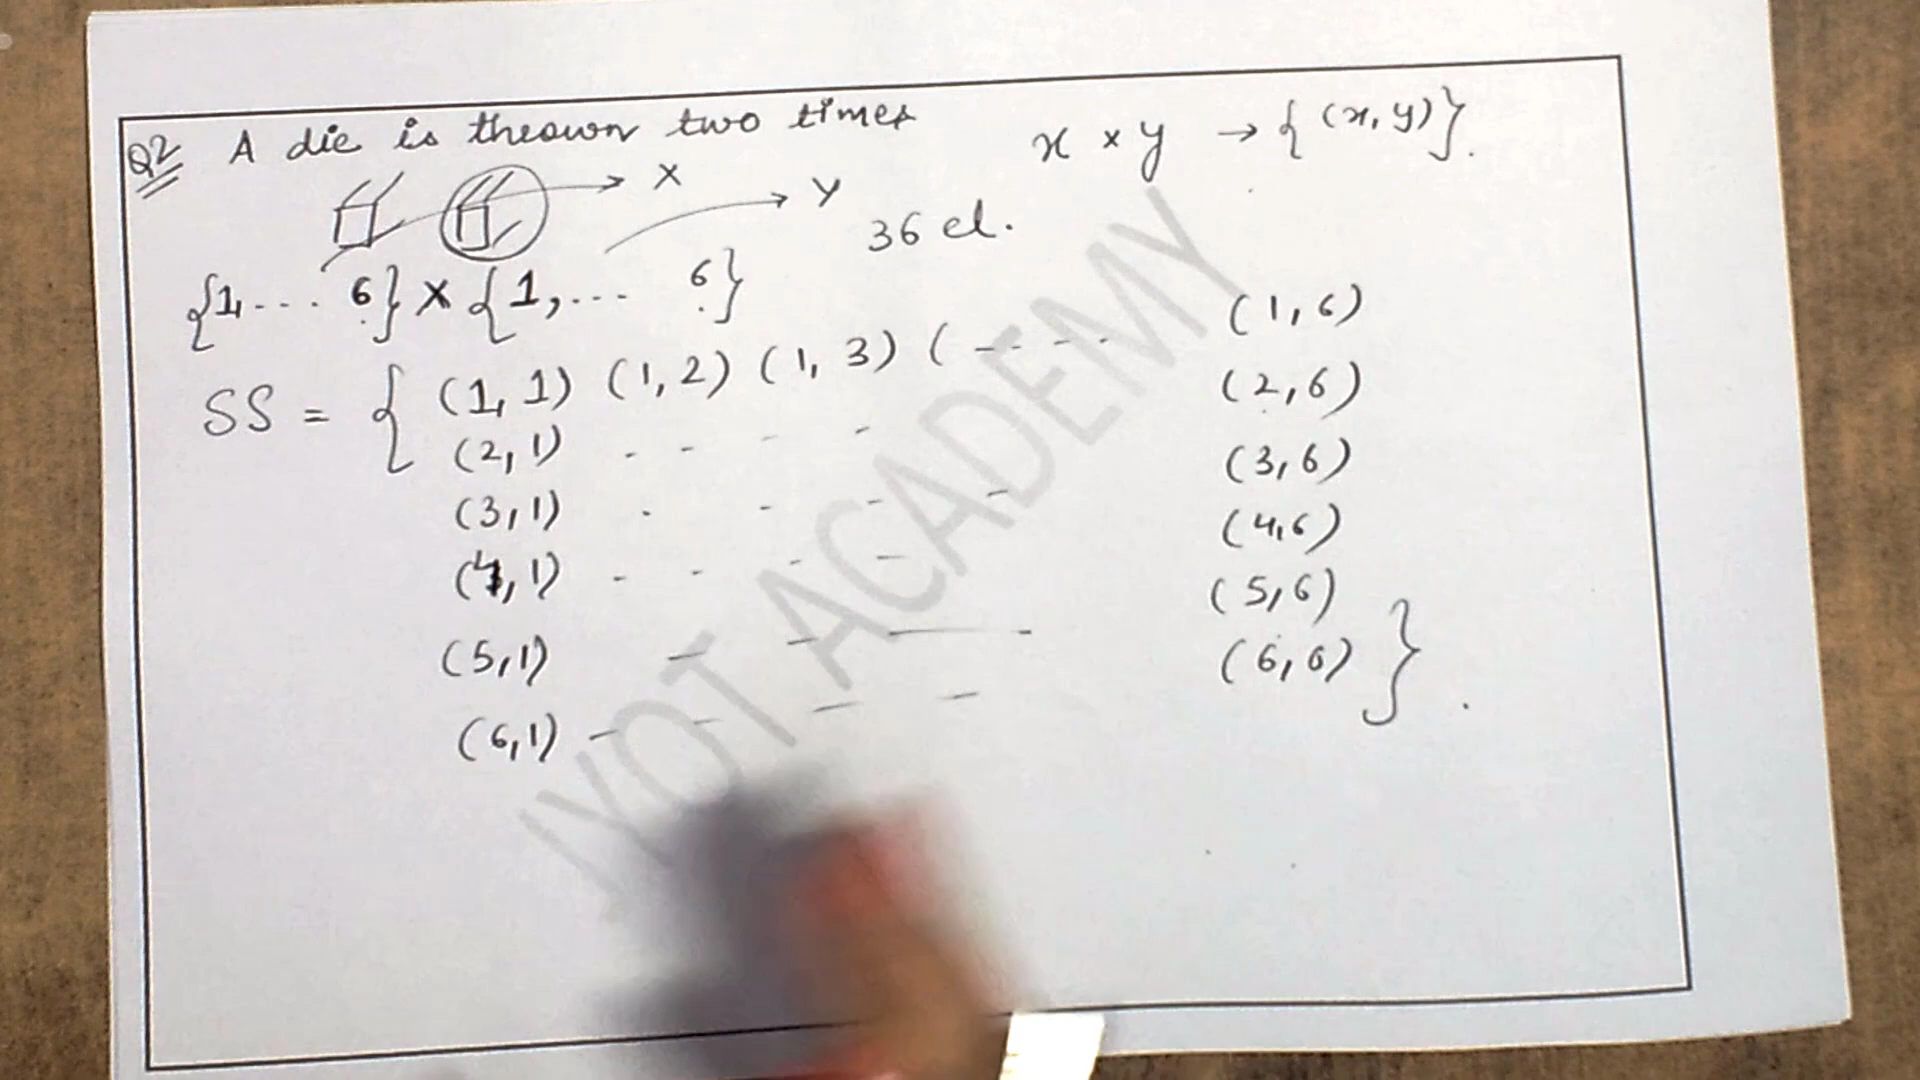 Q2 A die is thrown two times x × y → {(x, y)}.
→ X
→ Y
36 el.
{1, --- 6} × {1, --- 6}
SS = { (1, 1) (1, 2) (1, 3) ( - - - - (1, 6)
(2, 1) - - - - (2, 6)
(3, 1) - - - - (3, 6)
(4, 1) - - - - (4, 6)
(5, 1) - - - - (5, 6)
(6, 1) - - - - (6, 6) } .
JYOT ACADEMY